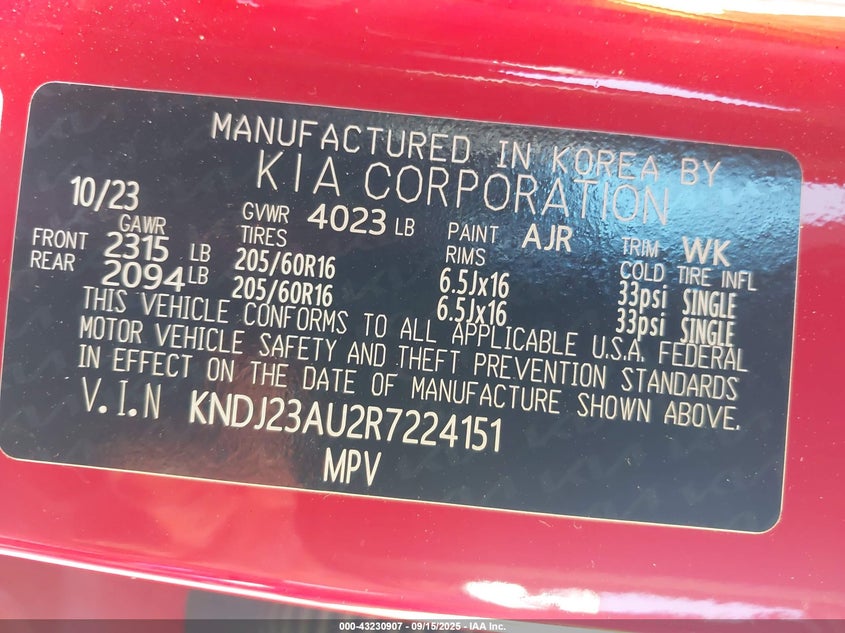 MANUFACTURED IN KOREA BY
KIA CORPORATION
10/23 GVWR 4023 LB PAINT AJR TRIM WK
GAWR TIRES RIMS COLD TIRE INFL
FRONT 2315 LB 205/60R16 6.5Jx16 33psi SINGLE
REAR 2094 LB 205/60R16 6.5Jx16 33psi SINGLE
THIS VEHICLE CONFORMS TO ALL APPLICABLE U.S.A. FEDERAL
MOTOR VEHICLE SAFETY AND THEFT PREVENTION STANDARDS
IN EFFECT ON THE DATE OF MANUFACTURE SHOWN ABOVE.
V.I.N KNDJ23AU2R7224151
MPV
000-43230907 - 09/15/2025 - IAA Inc.